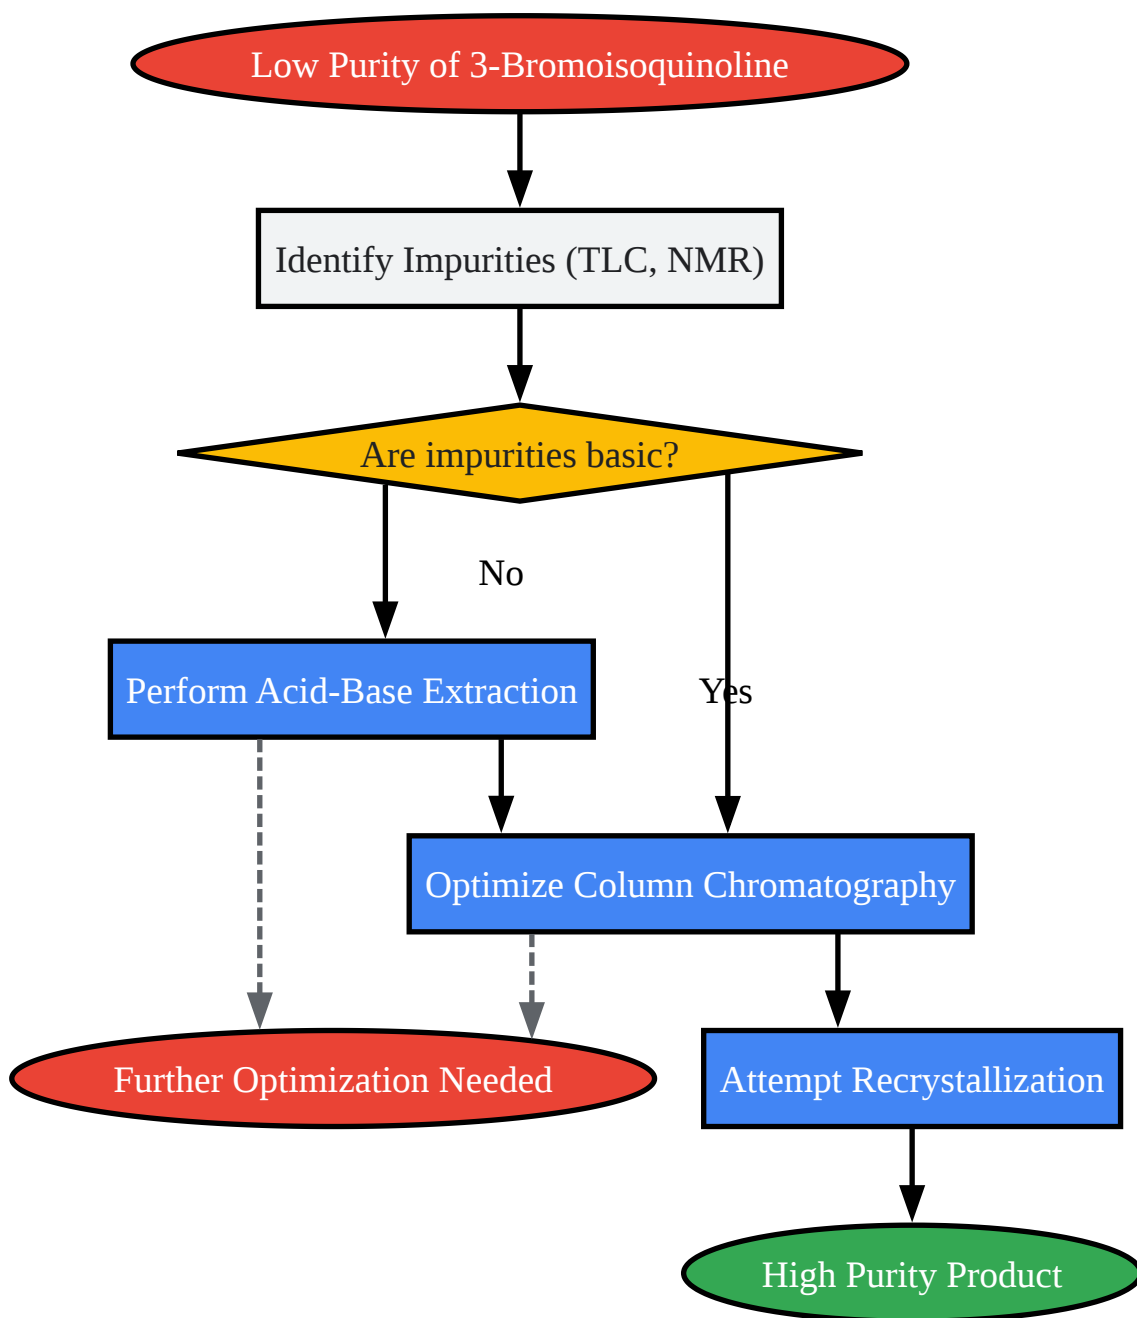 Low Purity of 3-Bromoisoquinoline
Identify Impurities (TLC, NMR)
Are impurities basic?
No
Perform Acid-Base Extraction
Yes
Optimize Column Chromatography
Further Optimization Needed
Attempt Recrystallization
High Purity Product